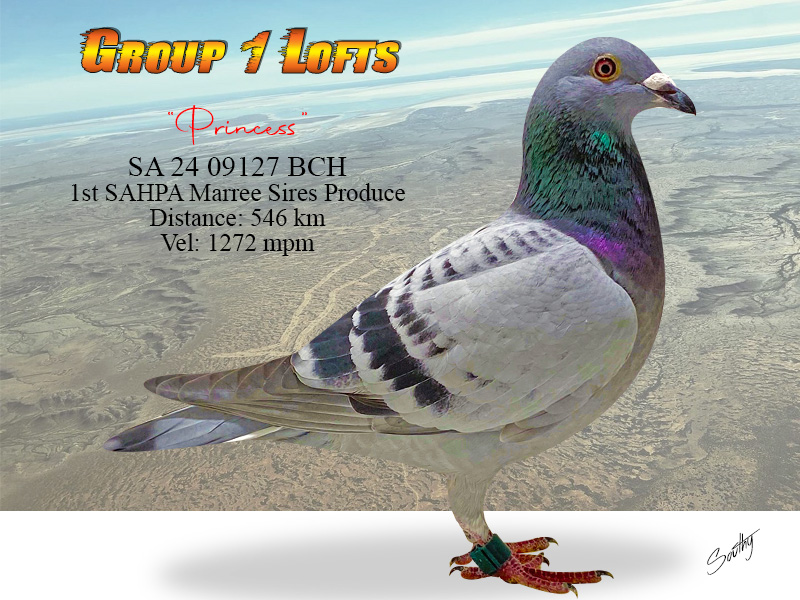 Group 1 Lofts
"Princess"
SA 24 09127 BCH
1st SAHPA Marree Sires Produce
Distance: 546 km
Vel: 1272 mpm
Southy